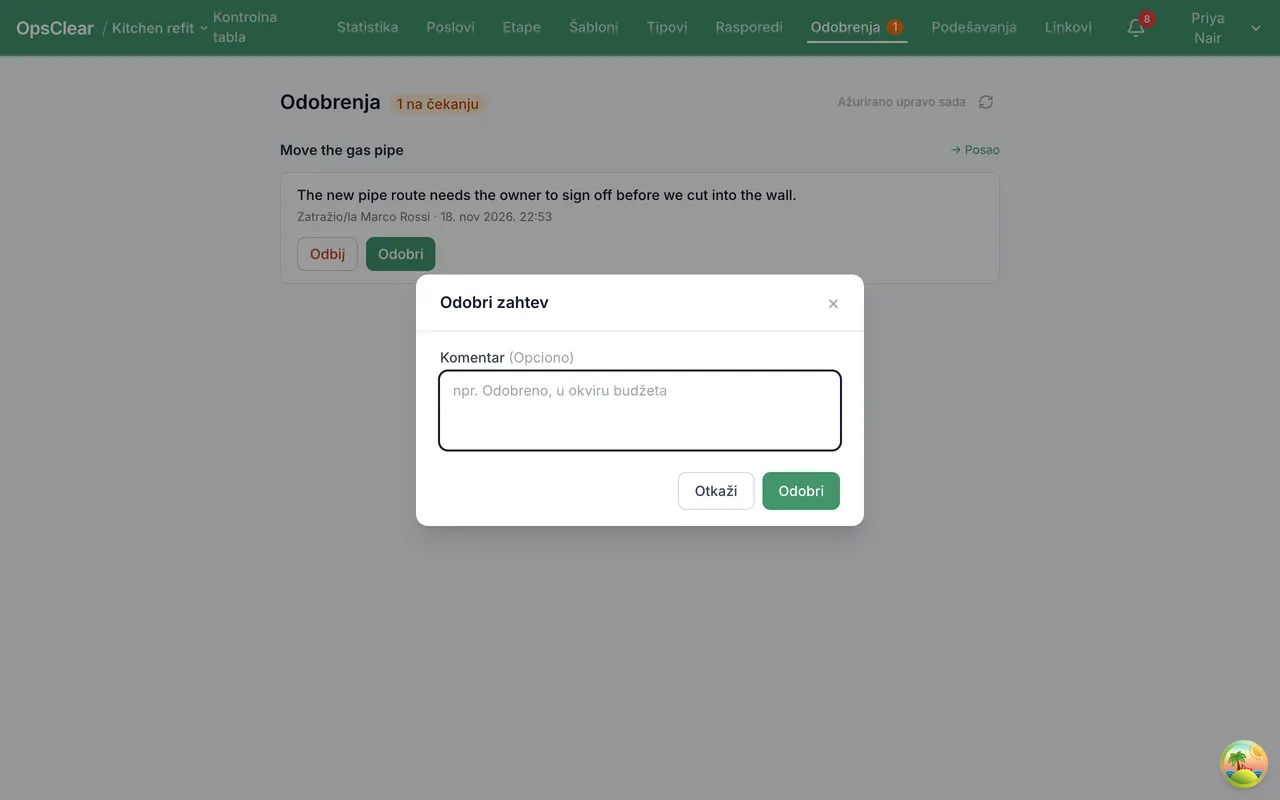 OpsClear / Kitchen refit Kontrolna tabla Statistika Poslovi Etape Šabloni Tipovi Rasporedi Odobrenja 1 Podešavanja Linkovi 8 Priya Nair
Odobrenja 1 na čekanju Ažurirano upravo sada
Move the gas pipe → Posao
The new pipe route needs the owner to sign off before we cut into the wall.
Zatražio/la Marco Rossi · 18. nov 2026. 22:53
Odbij Odobri
Odobri zahtev ×
Komentar (Opciono)
npr. Odobreno, u okviru budžeta
Otkaži Odobri